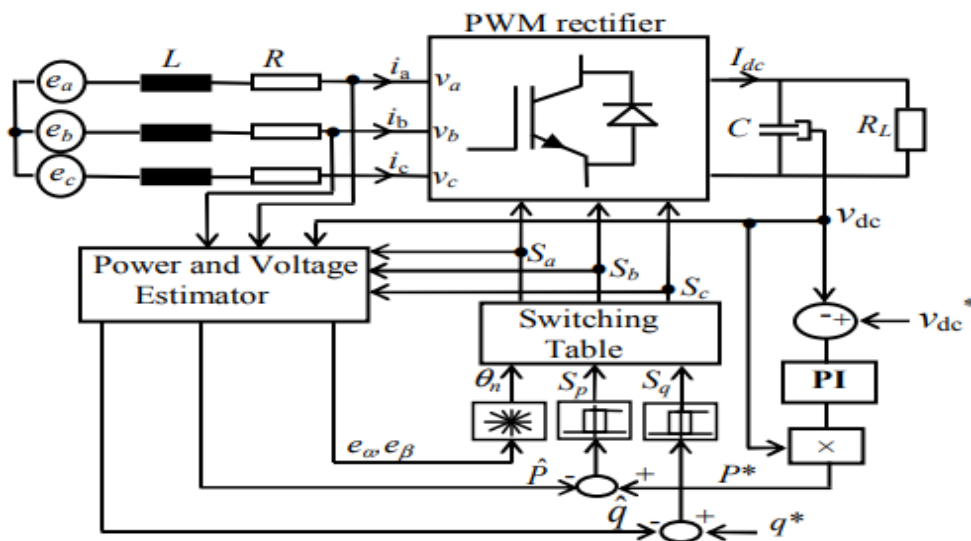 PWM rectifier
L R i_a v_a I_dc
e_a
e_b i_b v_b C R_L
e_c i_c v_c
v_dc
Power and Voltage
Estimator
S_a
S_b
S_c
Switching
Table
- + v_dc*
PI
θ_n S_p S_q
×
e_α,e_β
P̂ - + P*
q̂ - + q*